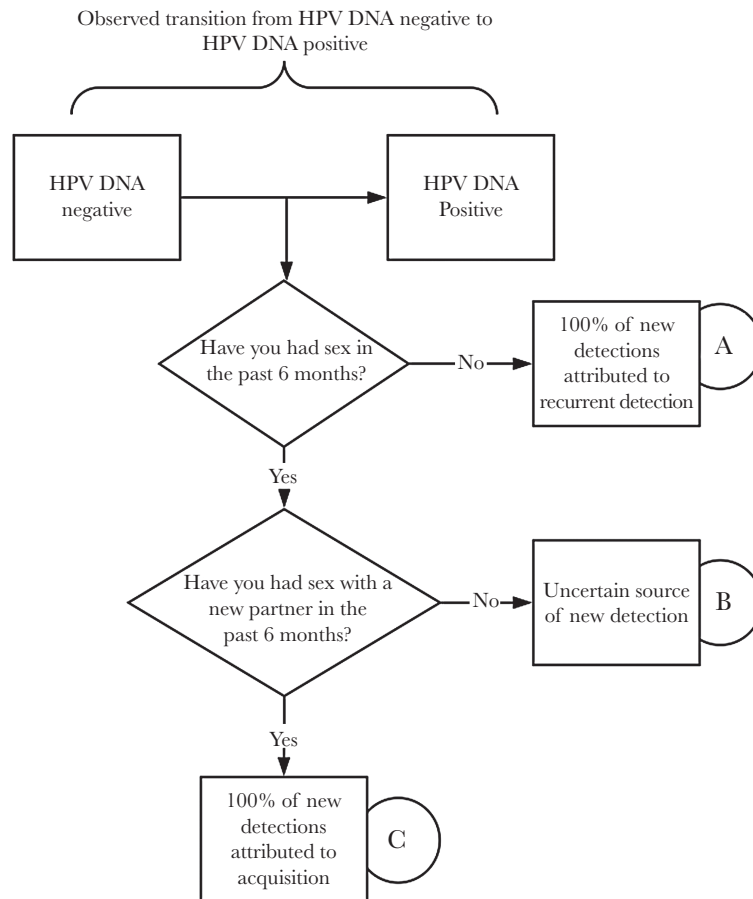 Observed transition from HPV DNA negative to
HPV DNA positive
HPV DNA
negative
HPV DNA
Positive
Have you had sex in
the past 6 months?
No
100% of new
detections
attributed to
recurrent detection
A
Yes
Have you had sex with a
new partner in the
past 6 months?
No
Uncertain source
of new detection
B
Yes
100% of new
detections
attributed to
acquisition
C